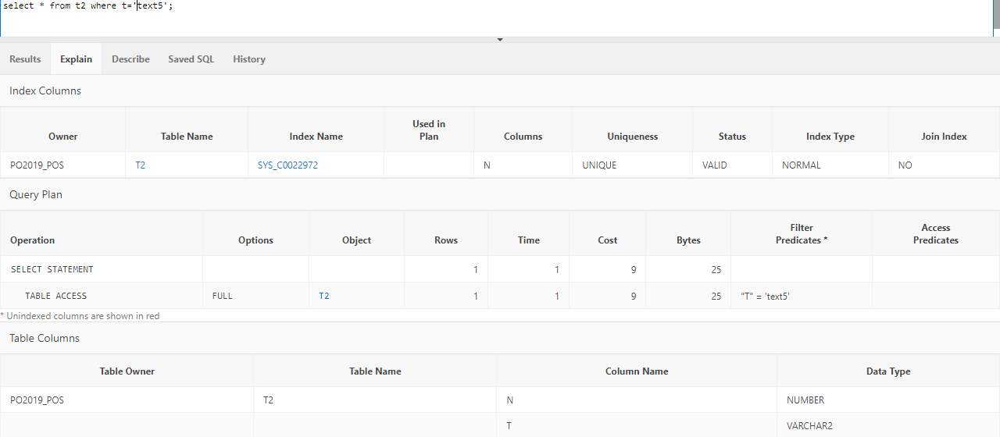 select * from t2 where t='text5';
Results Explain Describe Saved SQL History
Index Columns
Owner Table Name Index Name Used in Plan Columns Uniqueness Status Index Type Join Index
PO2019_POS T2 SYS_C0022972 N UNIQUE VALID NORMAL NO
Query Plan
Operation Options Object Rows Time Cost Bytes Filter Predicates * Access Predicates
SELECT STATEMENT 1 1 9 25
TABLE ACCESS FULL T2 1 1 9 25 "T" = 'text5'
* Unindexed columns are shown in red
Table Columns
Table Owner Table Name Column Name Data Type
PO2019_POS T2 N NUMBER
T VARCHAR2